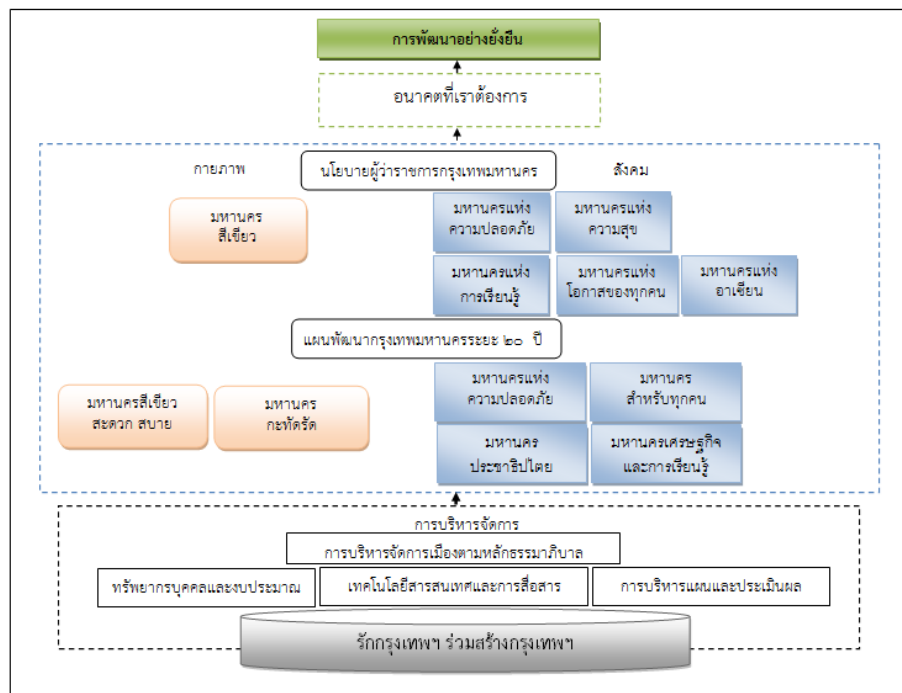 การพัฒนาอย่างยั่งยืน
อนาคตที่เราต้องการ
กายภาพ
นโยบายผู้ว่าราชการกรุงเทพมหานคร
สังคม
มหานคร
สีเขียว
มหานครแห่ง
ความปลอดภัย
มหานครแห่ง
ความสุข
มหานครแห่ง
การเรียนรู้
มหานครแห่ง
โอกาสของทุกคน
มหานครแห่ง
อาเซียน
แผนพัฒนากรุงเทพมหานครระยะ ๒๐ ปี
มหานครสีเขียว
สะดวก สบาย
มหานคร
กะทัดรัด
มหานครแห่ง
ความปลอดภัย
มหานคร
สำหรับทุกคน
มหานคร
ประชาธิปไตย
มหานครเศรษฐกิจ
และการเรียนรู้
การบริหารจัดการ
การบริหารจัดการเมืองตามหลักธรรมาภิบาล
ทรัพยากรบุคคลและงบประมาณ
เทคโนโลยีสารสนเทศและการสื่อสาร
การบริหารแผนและประเมินผล
รักกรุงเทพฯ ร่วมสร้างกรุงเทพฯ